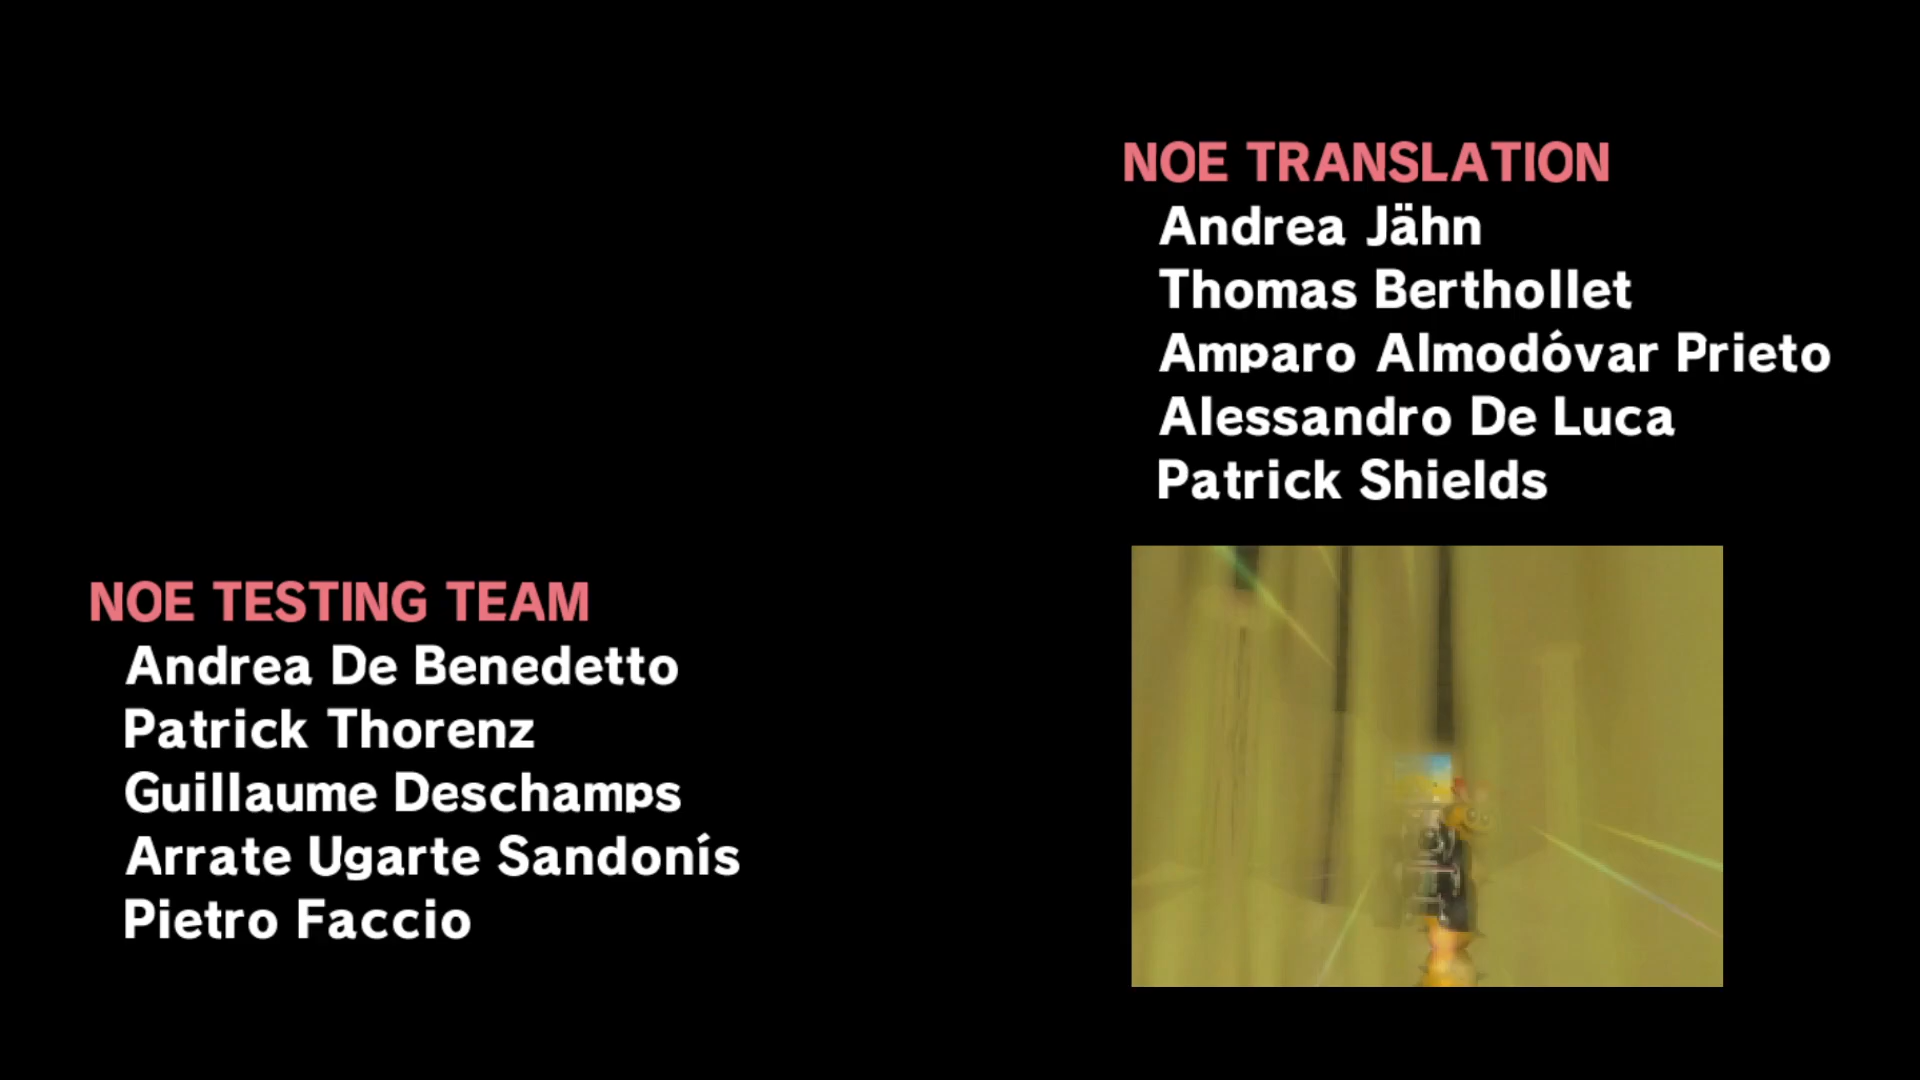 NOE TRANSLATION
Andrea Jähn
Thomas Berthollet
Amparo Almodóvar Prieto
Alessandro De Luca
Patrick Shields
NOE TESTING TEAM
Andrea De Benedetto
Patrick Thorenz
Guillaume Deschamps
Arrate Ugarte Sandonís
Pietro Faccio